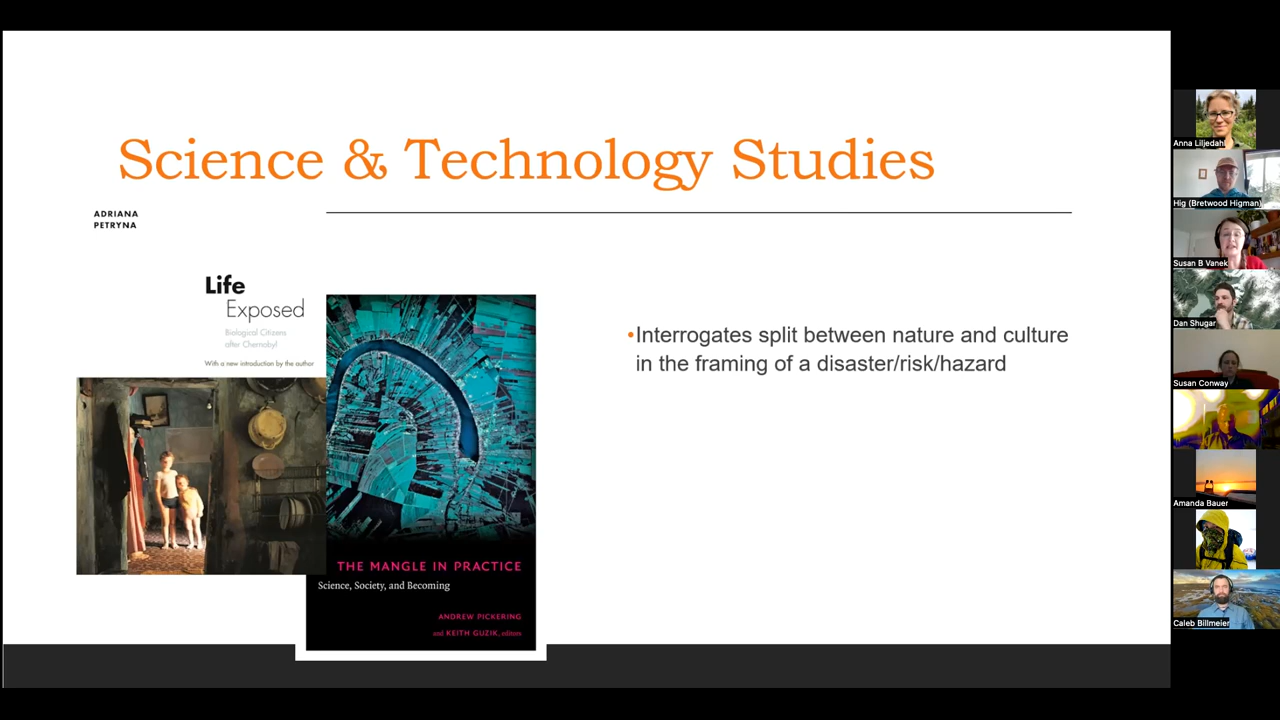 Science & Technology Studies
ADRIANA
PETRYNA
Life
Exposed
Biological Citizens
after Chernobyl
With a new introduction by the author
THE MANGLE IN PRACTICE
Science, Society, and Becoming
ANDREW PICKERING
and KEITH GUZIK, editors
•Interrogates split between nature and culture
in the framing of a disaster/risk/hazard
Anna Liljedahl
Hig (Bretwood Higman)
Susan B Vanek
Dan Shugar
Susan Conway
Amanda Bauer
Caleb Billmeier